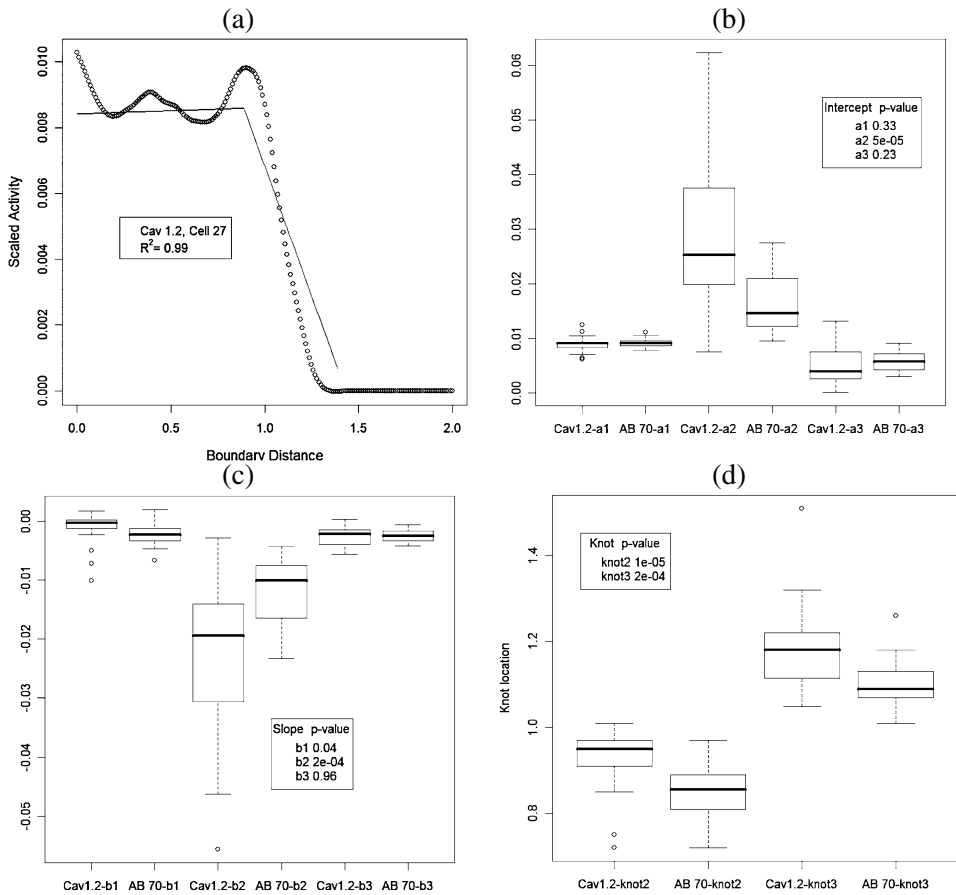 (a)
0.010
0.008
0.006
0.004
0.002
0.000
Scaled Activity
Cav 1.2, Cell 27
R²= 0.99
0.0 0.5 1.0 1.5 2.0
Boundary Distance
(b)
0.06
0.05
0.04
0.03
0.02
0.01
0.00
Intercept p-value
a1 0.33
a2 5e-05
a3 0.23
Cav1.2-a1 AB 70-a1 Cav1.2-a2 AB 70-a2 Cav1.2-a3 AB 70-a3
(c)
0.00
-0.01
-0.02
-0.03
-0.04
-0.05
Slope p-value
b1 0.04
b2 2e-04
b3 0.96
Cav1.2-b1 AB 70-b1 Cav1.2-b2 AB 70-b2 Cav1.2-b3 AB 70-b3
(d)
1.4
1.2
1.0
0.8
Knot location
Knot p-value
knot2 1e-05
knot3 2e-04
Cav1.2-knot2 AB 70-knot2 Cav1.2-knot3 AB 70-knot3